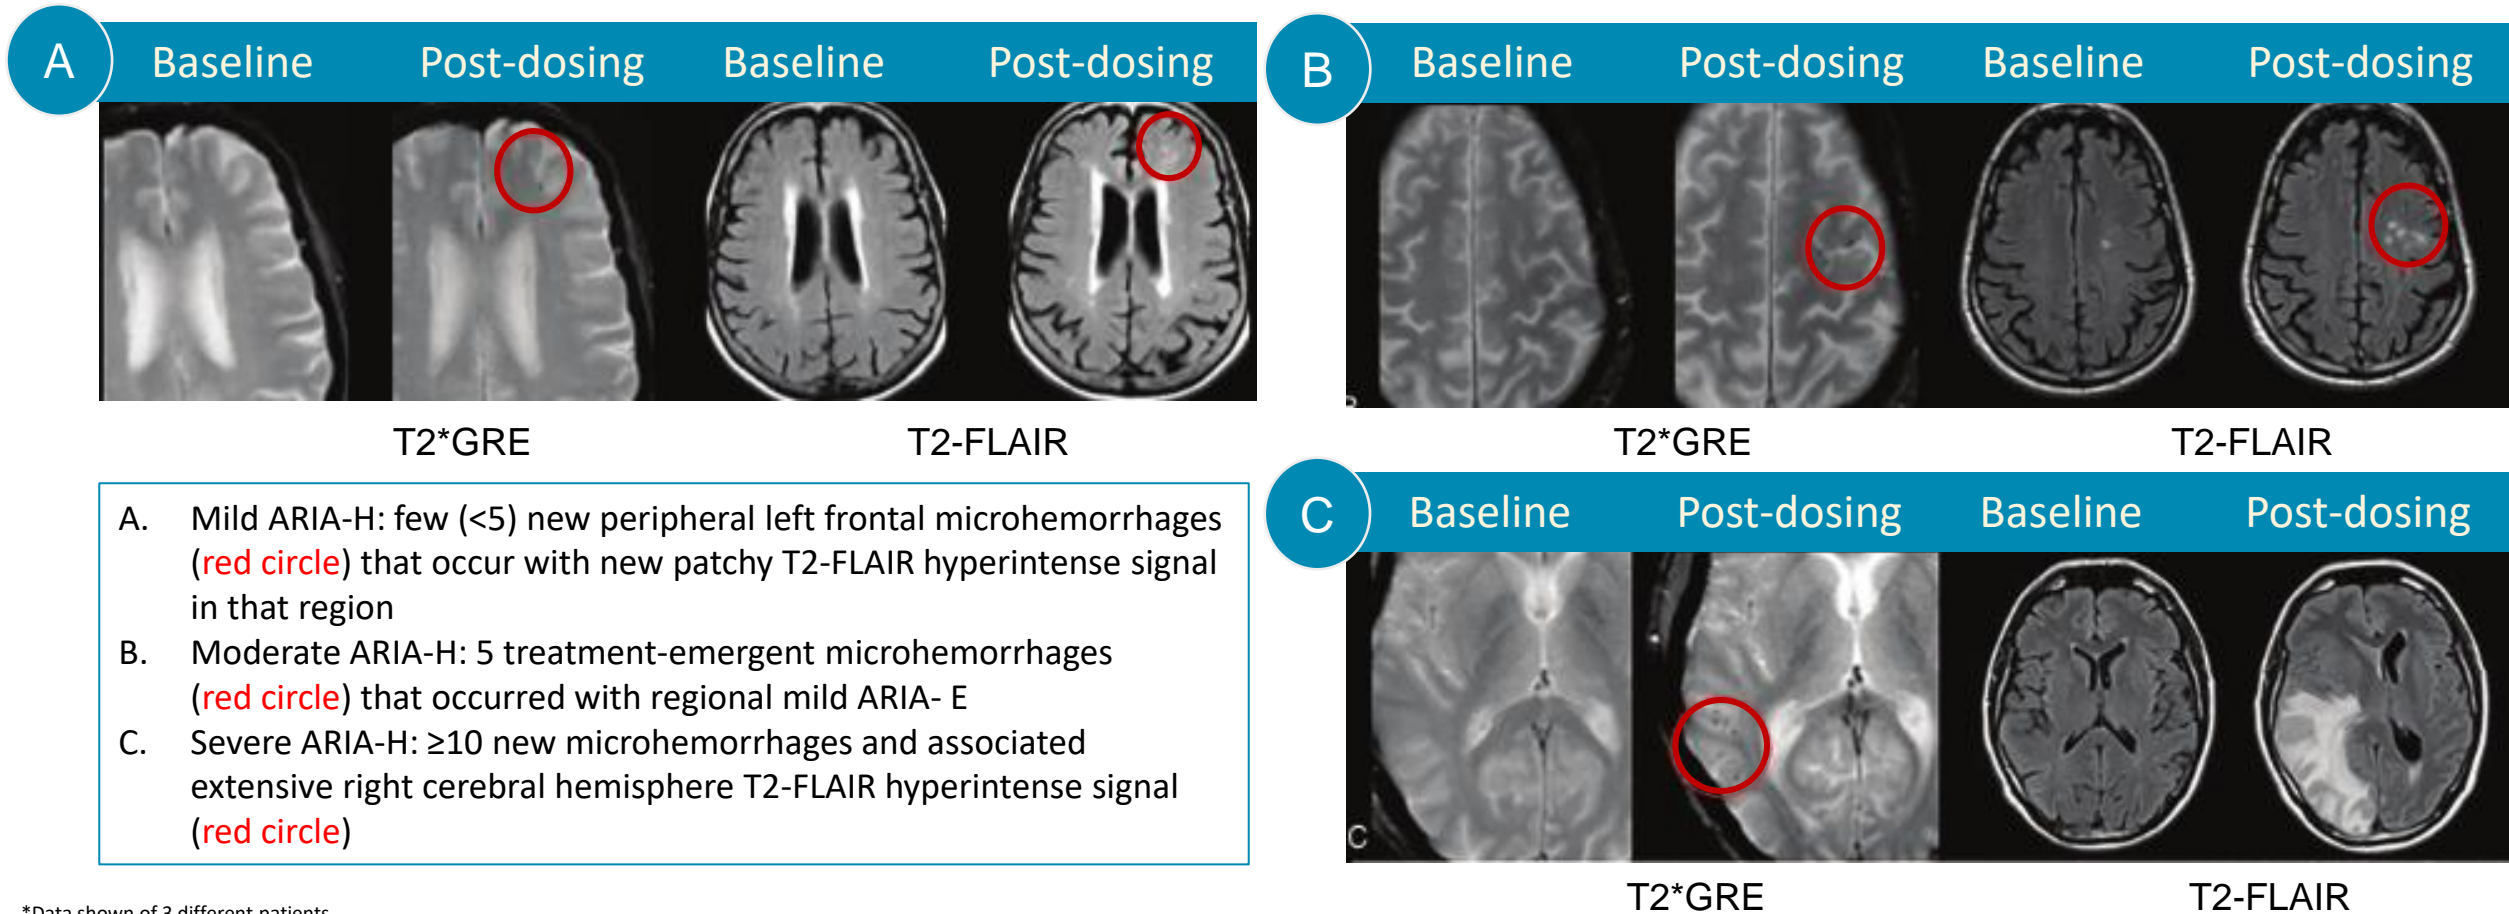 A
Baseline Post-dosing Baseline Post-dosing
T2*GRE T2-FLAIR
B
Baseline Post-dosing Baseline Post-dosing
T2*GRE T2-FLAIR
A. Mild ARIA-H: few (<5) new peripheral left frontal microhemorrhages
(red circle) that occur with new patchy T2-FLAIR hyperintense signal
in that region
B. Moderate ARIA-H: 5 treatment-emergent microhemorrhages
(red circle) that occurred with regional mild ARIA- E
C. Severe ARIA-H: ≥10 new microhemorrhages and associated
extensive right cerebral hemisphere T2-FLAIR hyperintense signal
(red circle)
C
Baseline Post-dosing Baseline Post-dosing
C
T2*GRE T2-FLAIR
*Data shown of 3 different patients